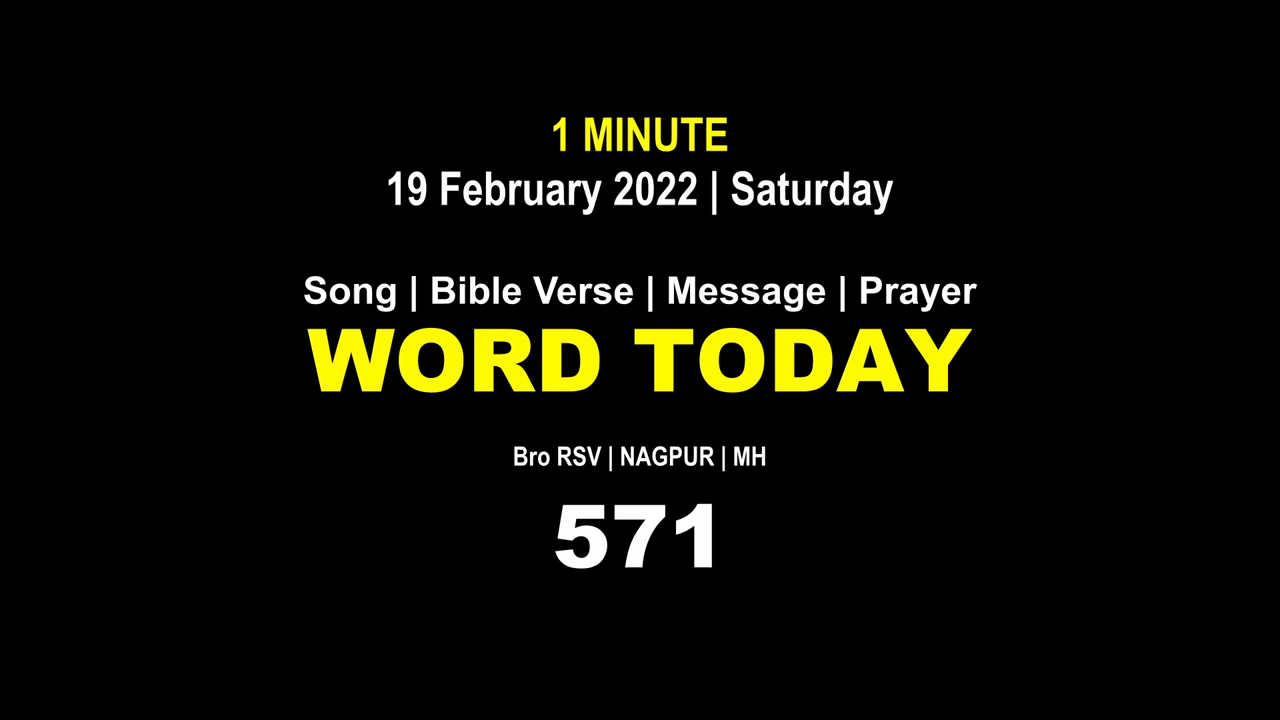 1 MINUTE
19 February 2022 | Saturday
Song | Bible Verse | Message | Prayer
WORD TODAY
Bro RSV | NAGPUR | MH
571